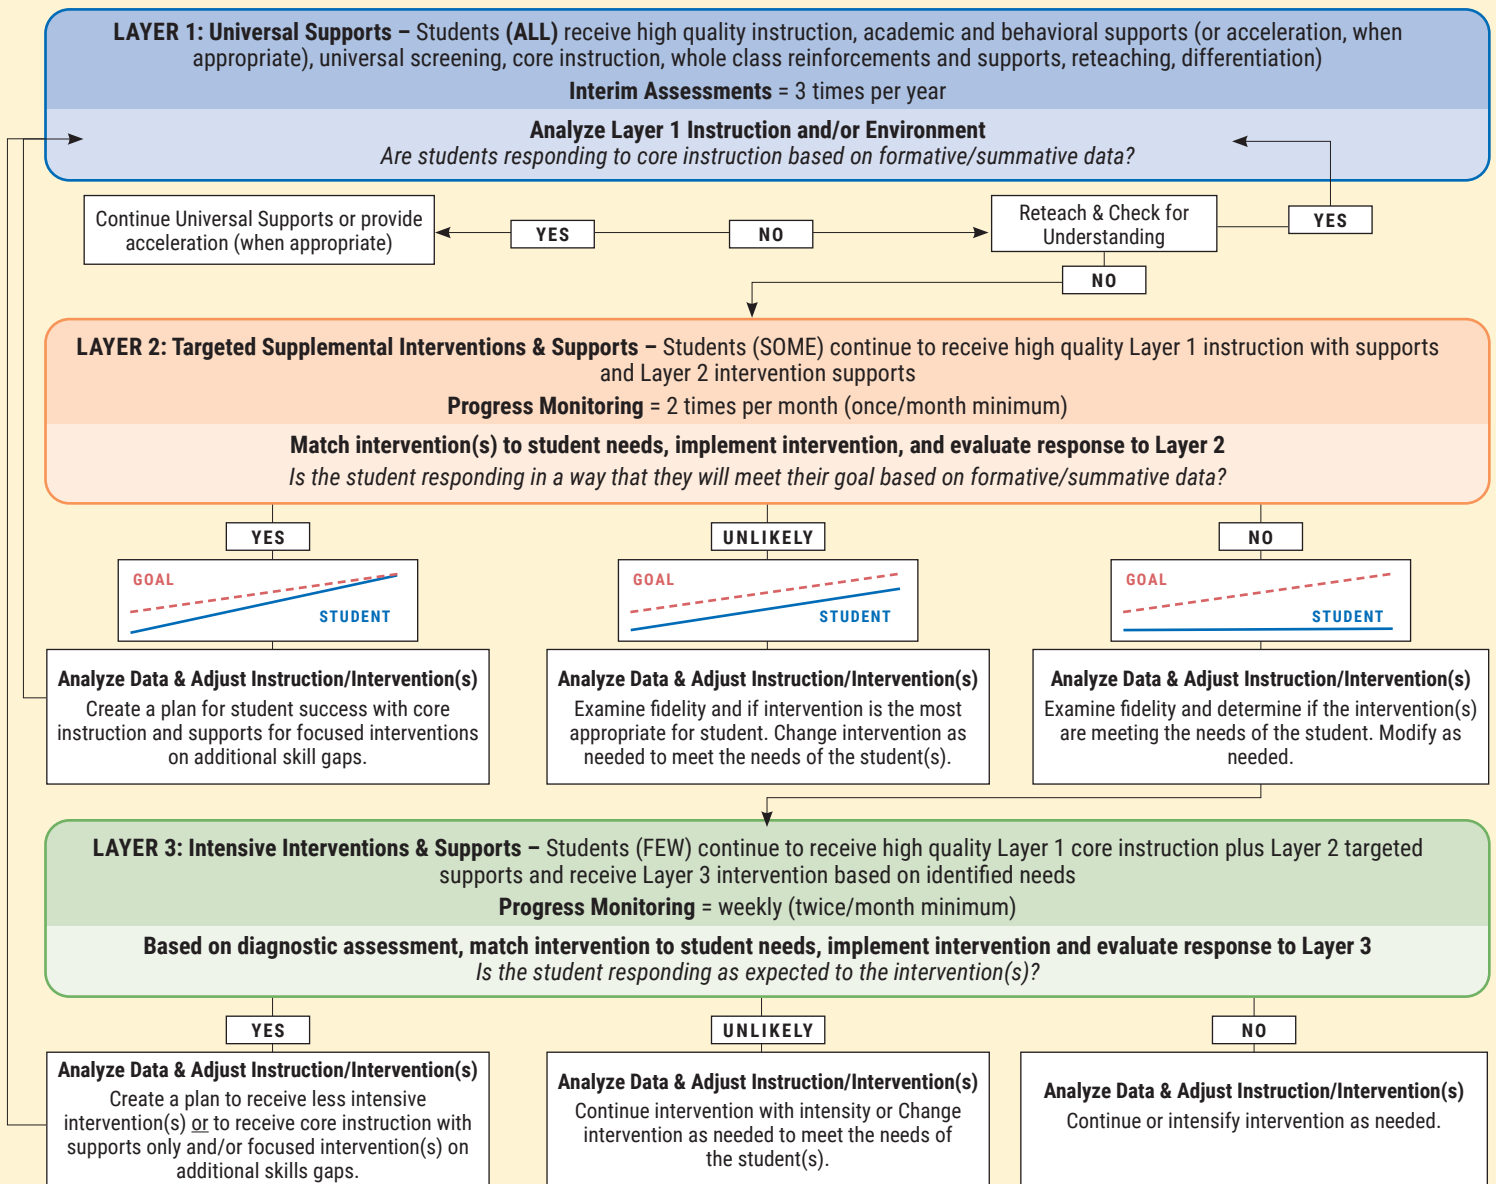 LAYER 1: Universal Supports – Students (ALL) receive high quality instruction, academic and behavioral supports (or acceleration, when
appropriate), universal screening, core instruction, whole class reinforcements and supports, reteaching, differentiation)
Interim Assessments = 3 times per year
Analyze Layer 1 Instruction and/or Environment
Are students responding to core instruction based on formative/summative data?
Continue Universal Supports or provide
acceleration (when appropriate)
YES
NO
Reteach & Check for
Understanding
YES
NO
LAYER 2: Targeted Supplemental Interventions & Supports – Students (SOME) continue to receive high quality Layer 1 instruction with supports
and Layer 2 intervention supports
Progress Monitoring = 2 times per month (once/month minimum)
Match intervention(s) to student needs, implement intervention, and evaluate response to Layer 2
Is the student responding in a way that they will meet their goal based on formative/summative data?
YES
GOAL
STUDENT
Analyze Data & Adjust Instruction/Intervention(s)
Create a plan for student success with core
instruction and supports for focused interventions
on additional skill gaps.
UNLIKELY
GOAL
STUDENT
Analyze Data & Adjust Instruction/Intervention(s)
Examine fidelity and if intervention is the most
appropriate for student. Change intervention as
needed to meet the needs of the student(s).
NO
GOAL
STUDENT
Analyze Data & Adjust Instruction/Intervention(s)
Examine fidelity and determine if the intervention(s)
are meeting the needs of the student. Modify as
needed.
LAYER 3: Intensive Interventions & Supports – Students (FEW) continue to receive high quality Layer 1 core instruction plus Layer 2 targeted
supports and receive Layer 3 intervention based on identified needs
Progress Monitoring = weekly (twice/month minimum)
Based on diagnostic assessment, match intervention to student needs, implement intervention and evaluate response to Layer 3
Is the student responding as expected to the intervention(s)?
YES
Analyze Data & Adjust Instruction/Intervention(s)
Create a plan to receive less intensive
intervention(s) or to receive core instruction with
supports only and/or focused intervention(s) on
additional skills gaps.
UNLIKELY
Analyze Data & Adjust Instruction/Intervention(s)
Continue intervention with intensity or Change
intervention as needed to meet the needs of
the student(s).
NO
Analyze Data & Adjust Instruction/Intervention(s)
Continue or intensify intervention as needed.